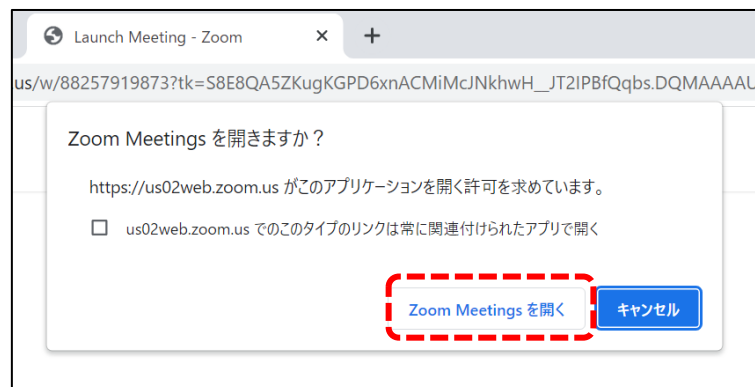 Launch Meeting - Zoom
us/w/88257919873?tk=S8E8QA5ZKugKGPD6xnACMiMcJNkhwH__JT2IPBfQqbs.DQMAAAAU
Zoom Meetings を開きますか？
https://us02web.zoom.us がこのアプリケーションを開く許可を求めています。
us02web.zoom.us でのこのタイプのリンクは常に関連付けられたアプリで開く
Zoom Meetings を開く キャンセル